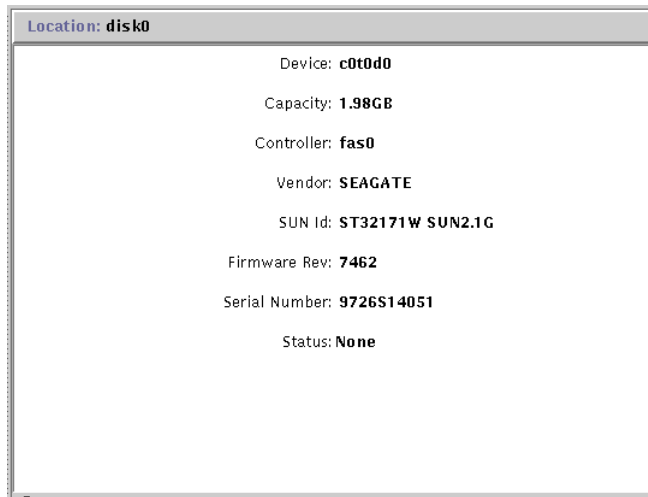 Location: disk0
Device: c0t0d0
Capacity: 1.98GB
Controller: fas0
Vendor: SEAGATE
SUN Id: ST32171W SUN2.1G
Firmware Rev: 7462
Serial Number: 9726S14051
Status: None